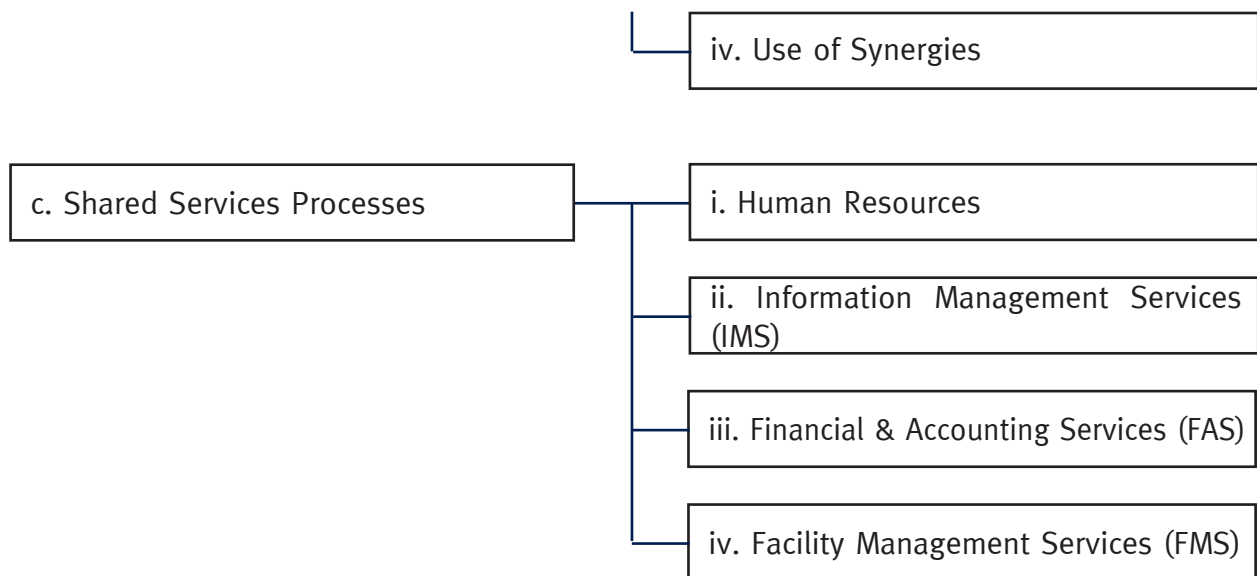 iv. Use of Synergies
c. Shared Services Processes
i. Human Resources
ii. Information Management Services
(IMS)
iii. Financial & Accounting Services (FAS)
iv. Facility Management Services (FMS)